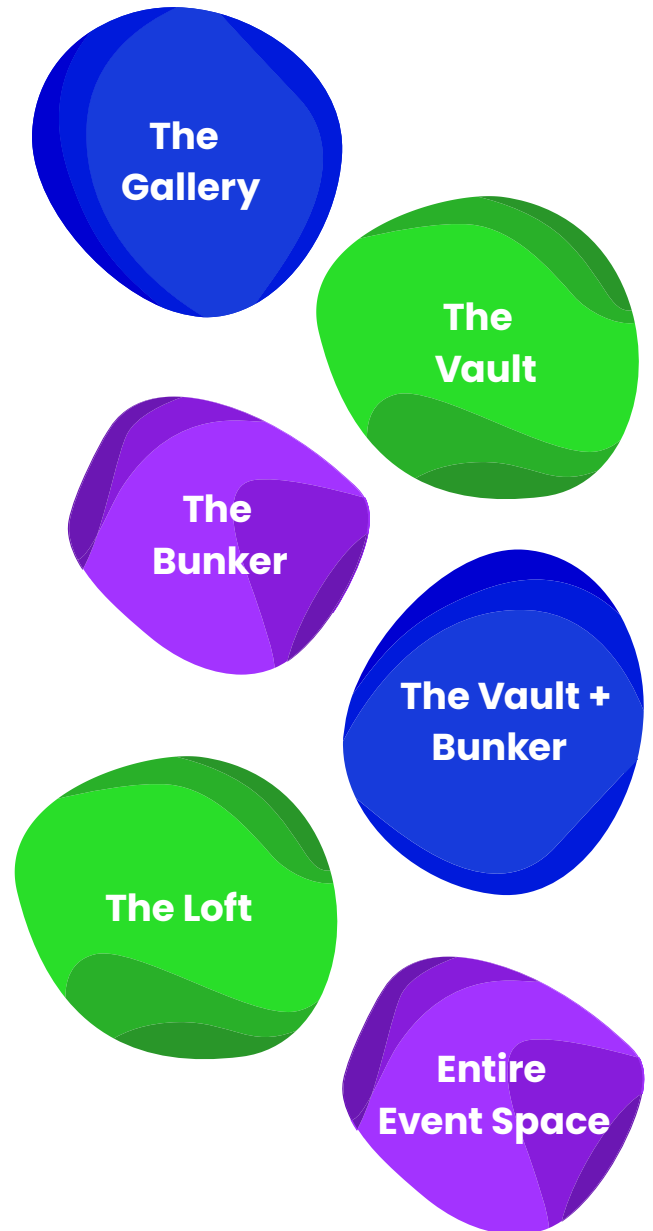 The
Gallery
The
Vault
The
Bunker
The Vault +
Bunker
The Loft
Entire
Event Space